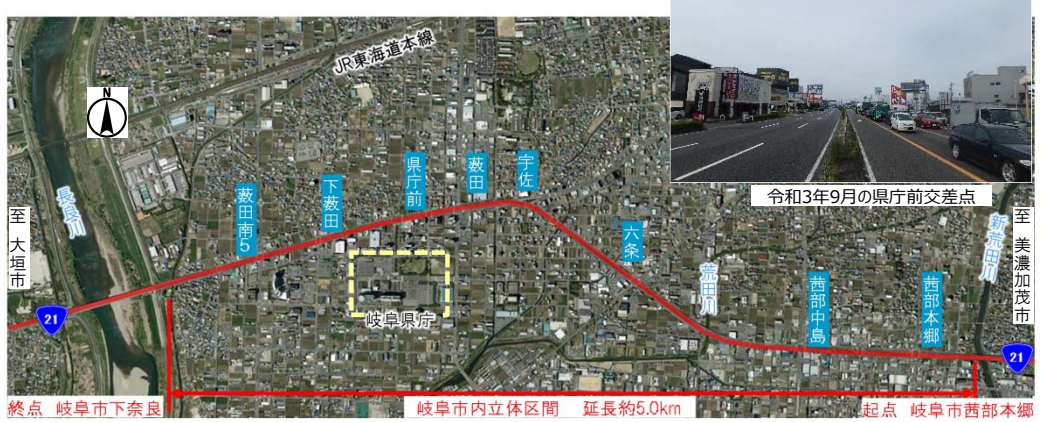 JR東海道本線
N
長良川
至 大垣市
藪田南5
下藪田
県庁前
藪田
宇佐
六条
荒田川
茜部中島
茜部本郷
新荒田川
至 美濃加茂市
令和3年9月の県庁前交差点
岐阜県庁
21
21
終点 岐阜市下奈良
岐阜市内立体区間 延長約5.0km
起点 岐阜市茜部本郷